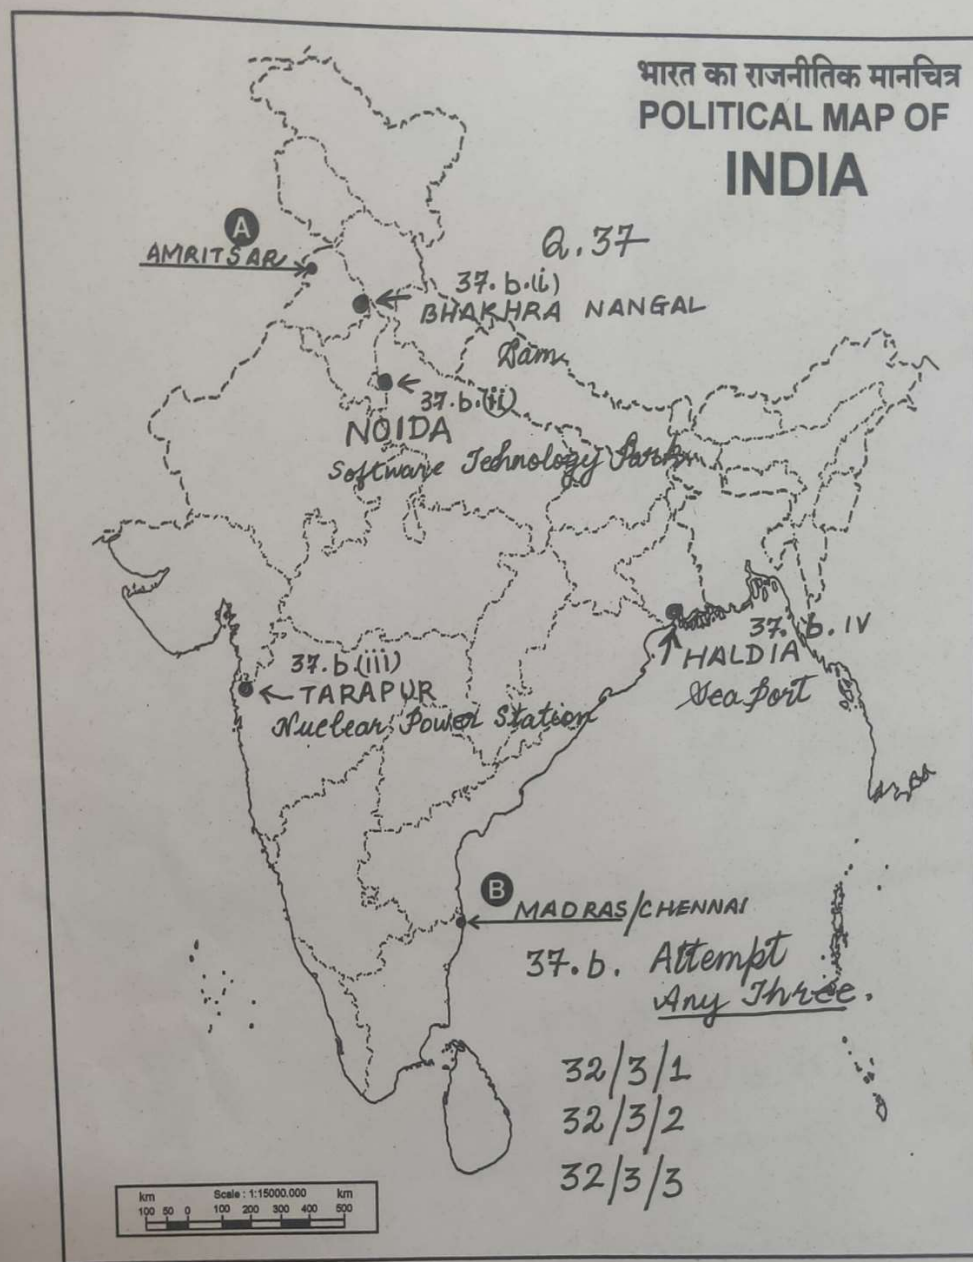 भारत का राजनीतिक मानचित्र
POLITICAL MAP OF
INDIA
A
AMRITSAR
Q.37
37.b.(i)
BHAKHRA NANGAL
Dam
37.b.(ii)
NOIDA
Software Technology Park
37.b.IV
HALDIA
Sea Port
37.b.(iii)
TARAPUR
Nuclear Power Station
B
MADRAS/CHENNAI
37.b. Attempt
Any Three.
32/3/1
32/3/2
32/3/3
km Scale : 1:15000.000 km
100 50 0 100 200 300 400 500